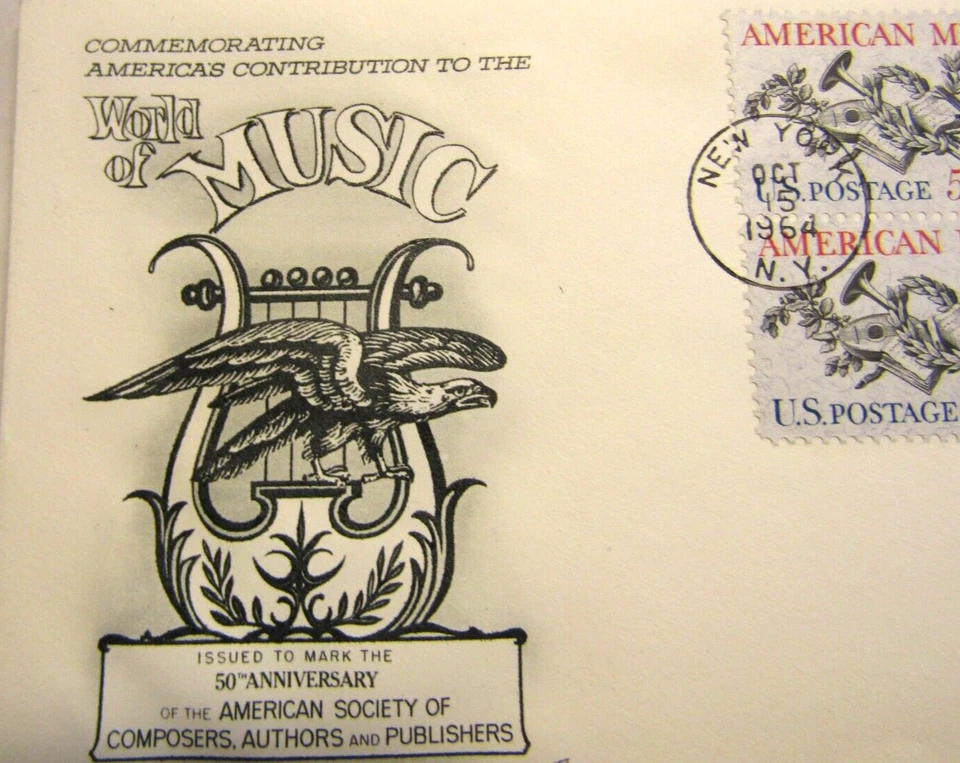 COMMEMORATING
AMERICA'S CONTRIBUTION TO THE
World
of MUSIC
ISSUED TO MARK THE
50TH ANNIVERSARY
OF THE AMERICAN SOCIETY OF
COMPOSERS, AUTHORS AND PUBLISHERS
AMERICAN M
U.S. POSTAGE 5
NEW YORK
OCT
15
1964
N.Y.
AMERICAN
U.S. POSTAGE